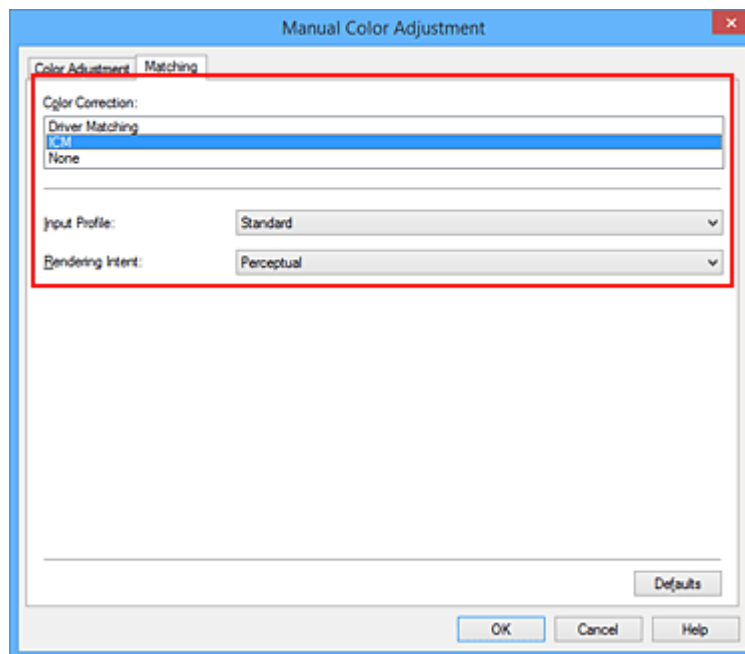 Manual Color Adjustment
Color Adjustment Matching
Color Correction:
Driver Matching
ICM
None
Input Profile: Standard
Rendering Intent: Perceptual
Defaults
OK Cancel Help